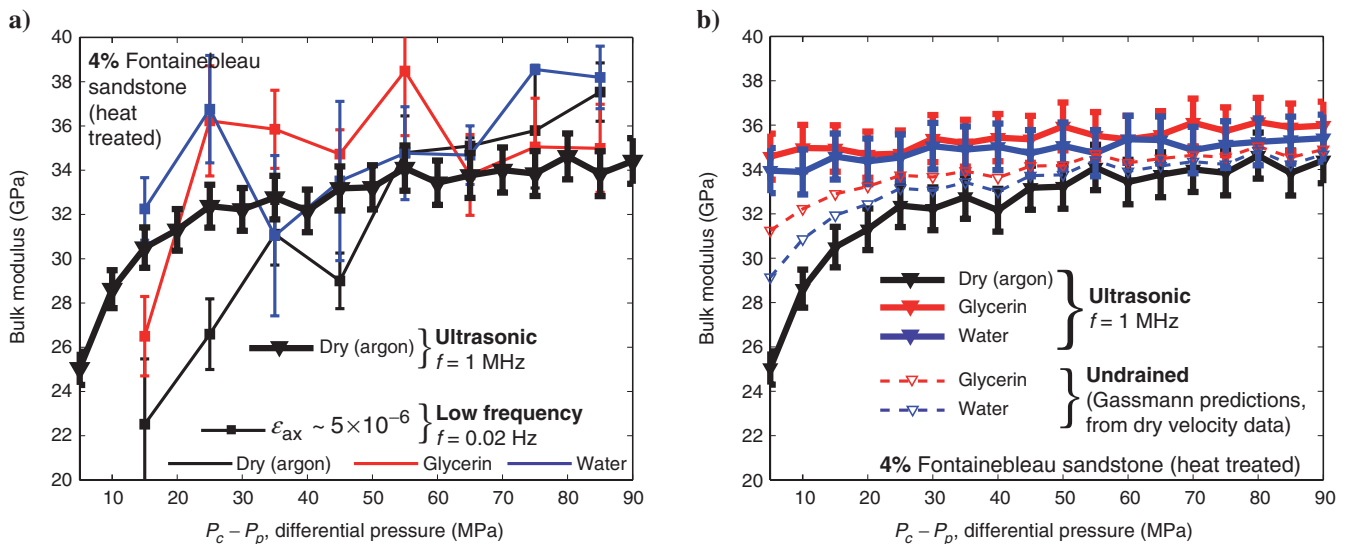 a)
4% Fontainebleau
sandstone
(heat
treated)
40
38
36
34
32
30
28
26
24
22
20
Bulk modulus (GPa)
Dry (argon) } Ultrasonic
f = 1 MHz
εax ~ 5×10−6 } Low frequency
f = 0.02 Hz
Dry (argon) Glycerin Water
10 20 30 40 50 60 70 80 90
Pc − Pp, differential pressure (MPa)
b)
40
38
36
34
32
30
28
26
24
22
20
Bulk modulus (GPa)
Dry (argon)
Glycerin
Water
Ultrasonic
f = 1 MHz
Glycerin
Water
Undrained
(Gassmann predictions,
from dry velocity data)
4% Fontainebleau sandstone (heat treated)
10 20 30 40 50 60 70 80 90
Pc − Pp, differential pressure (MPa)